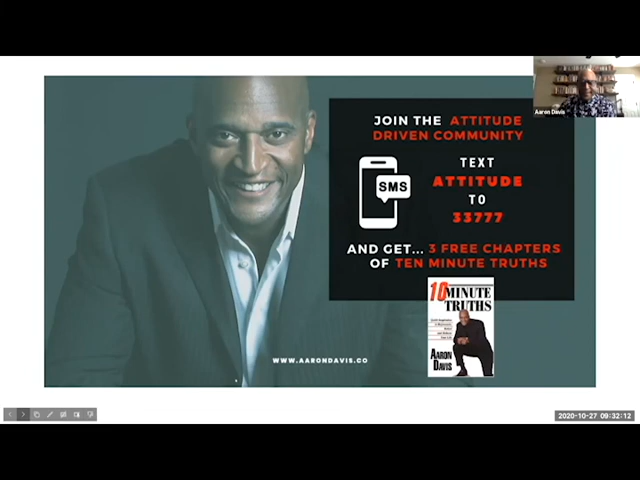 Aaron Davis
JOIN THE ATTITUDE
DRIVEN COMMUNITY
TEXT
ATTITUDE
TO
33777
SMS
AND GET... 3 FREE CHAPTERS
OF TEN MINUTE TRUTHS
10 MINUTE
TRUTHS
AARON
DAVIS
WWW.AARONDAVIS.CO
2020-10-27 09:32:12